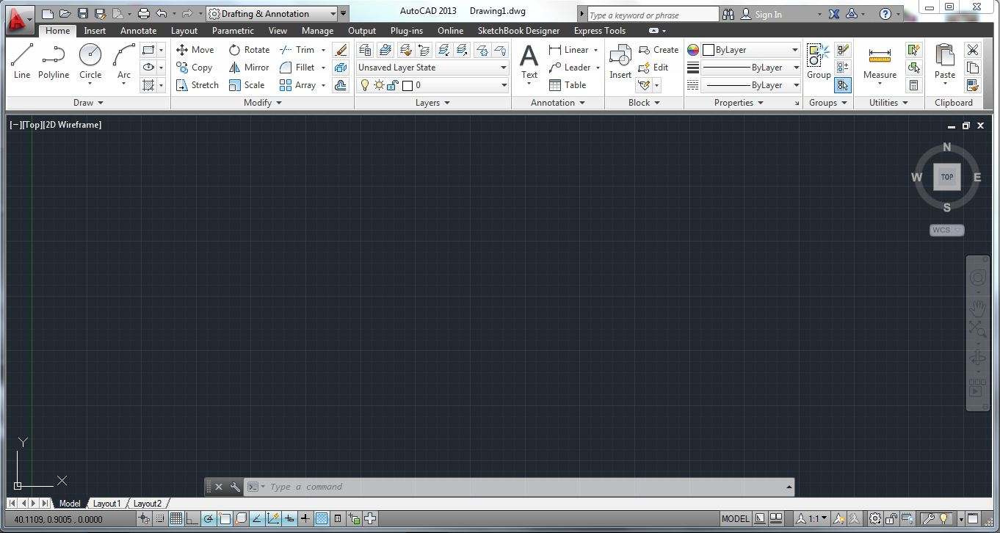 Drafting & Annotation AutoCAD 2013 Drawing1.dwg Type a keyword or phrase Sign In
Home Insert Annotate Layout Parametric View Manage Output Plug-ins Online SketchBook Designer Express Tools
Move Rotate Trim Linear Create ByLayer
Line Polyline Circle Arc Copy Mirror Fillet Unsaved Layer State Text Leader Insert Edit ByLayer Group Measure Paste
Stretch Scale Array 0 Table ByLayer
Draw Modify Layers Annotation Block Properties Groups Utilities Clipboard
[−][Top][2D Wireframe]
N
W TOP E
S
WCS
Y
X
Type a command
Model Layout1 Layout2
40.1109, 0.9005 , 0.0000 MODEL 1:1